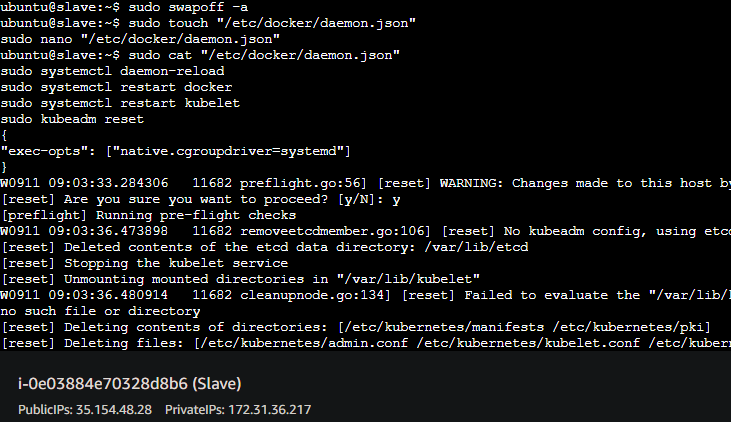 ubuntu@slave:~$ sudo swapoff -a
ubuntu@slave:~$ sudo touch "/etc/docker/daemon.json"
sudo nano "/etc/docker/daemon.json"
ubuntu@slave:~$ sudo cat "/etc/docker/daemon.json"
sudo systemctl daemon-reload
sudo systemctl restart docker
sudo systemctl restart kubelet
sudo kubeadm reset
{
"exec-opts": ["native.cgroupdriver=systemd"]
}
W0911 09:03:33.284306   11682 preflight.go:56] [reset] WARNING: Changes made to this host by
[reset] Are you sure you want to proceed? [y/N]: y
[preflight] Running pre-flight checks
W0911 09:03:36.473898   11682 removeetcdmember.go:106] [reset] No kubeadm config, using etcd
[reset] Deleted contents of the etcd data directory: /var/lib/etcd
[reset] Stopping the kubelet service
[reset] Unmounting mounted directories in "/var/lib/kubelet"
W0911 09:03:36.480914   11682 cleanupnode.go:134] [reset] Failed to evaluate the "/var/lib/
no such file or directory
[reset] Deleting contents of directories: [/etc/kubernetes/manifests /etc/kubernetes/pki]
[reset] Deleting files: [/etc/kubernetes/admin.conf /etc/kubernetes/kubelet.conf /etc/kuber
i-0e03884e70328d8b6 (Slave)
PublicIPs: 35.154.48.28 PrivateIPs: 172.31.36.217